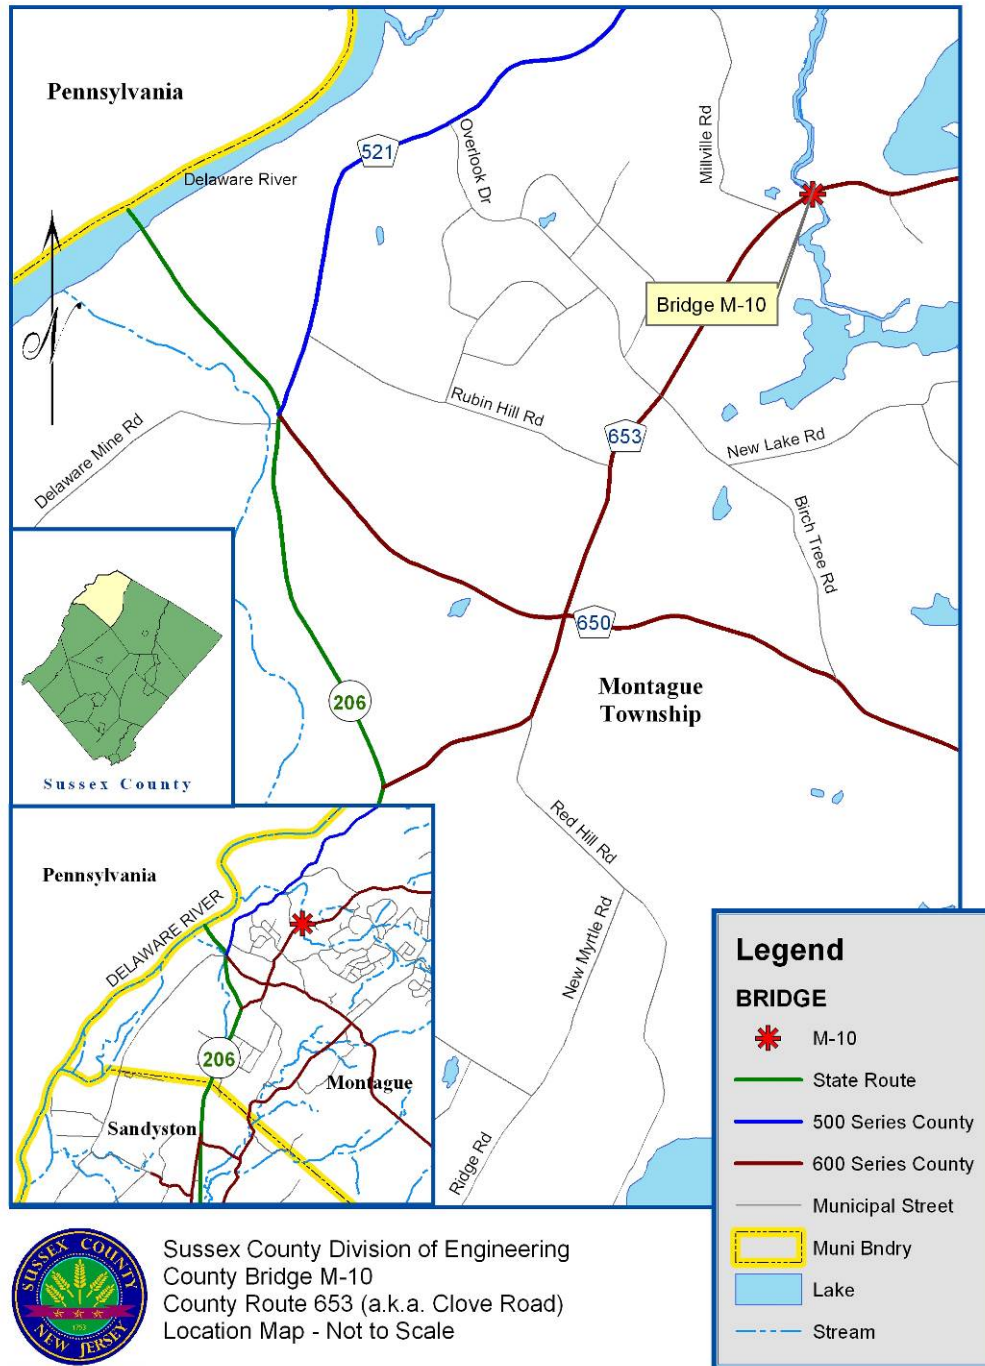 Pennsylvania
Delaware River
521
Overlook Dr
Millville Rd
Bridge M-10
Rubin Hill Rd
653
New Lake Rd
Delaware Mine Rd
Birch Tree Rd
650
Montague
Township
206
Sussex County
Red Hill Rd
New Myrtle Rd
Ridge Rd
Pennsylvania
DELAWARE RIVER
206
Montague
Sandyston
Legend
BRIDGE
M-10
State Route
500 Series County
600 Series County
Municipal Street
Muni Bndry
Lake
Stream
SUSSEX COUNTY
1753
NEW JERSEY
Sussex County Division of Engineering
County Bridge M-10
County Route 653 (a.k.a. Clove Road)
Location Map - Not to Scale